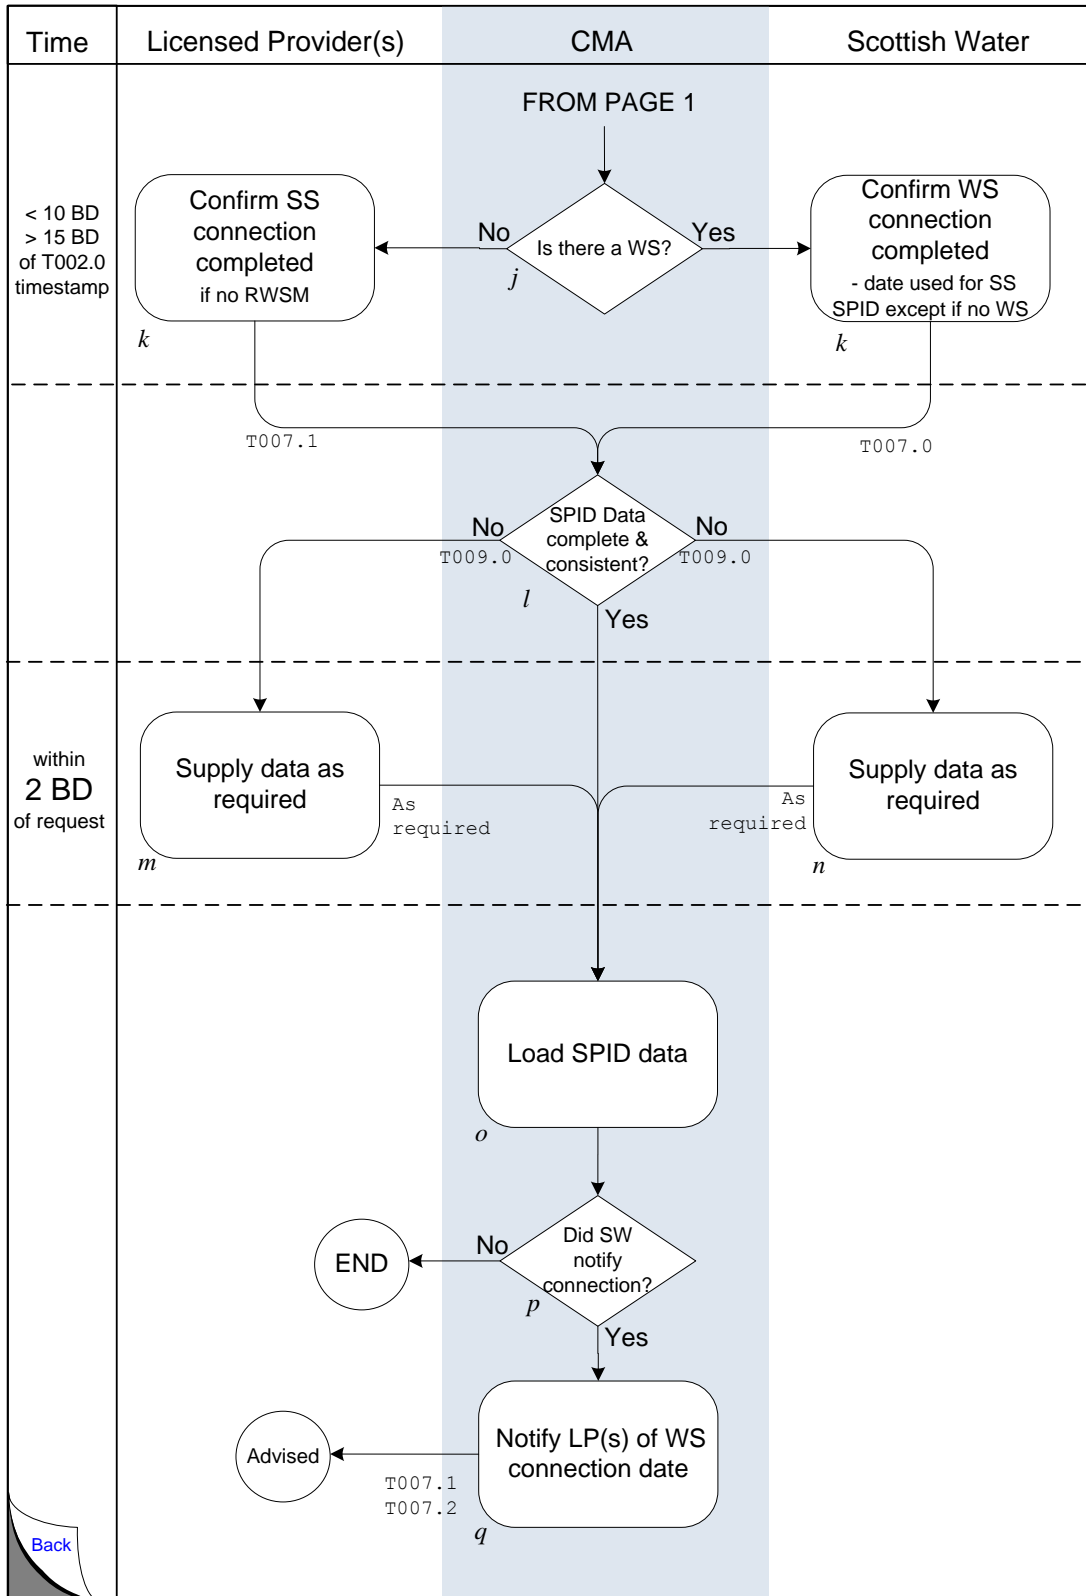 Time
Licensed Provider(s)
CMA
Scottish Water
FROM PAGE 1
< 10 BD
> 15 BD
of T002.0
timestamp
Confirm SS
connection
completed
if no RWSM
k
No
Is there a WS?
j
Yes
Confirm WS
connection
completed
- date used for SS
SPID except if no WS
k
T007.1
T007.0
No
T009.0
SPID Data
complete &
consistent?
l
No
T009.0
Yes
within
2 BD
of request
Supply data as
required
m
As
required
As
required
Supply data as
required
n
Load SPID data
o
END
No
Did SW
notify
connection?
p
Yes
Advised
Notify LP(s) of WS
connection date
T007.1
T007.2
q
Back